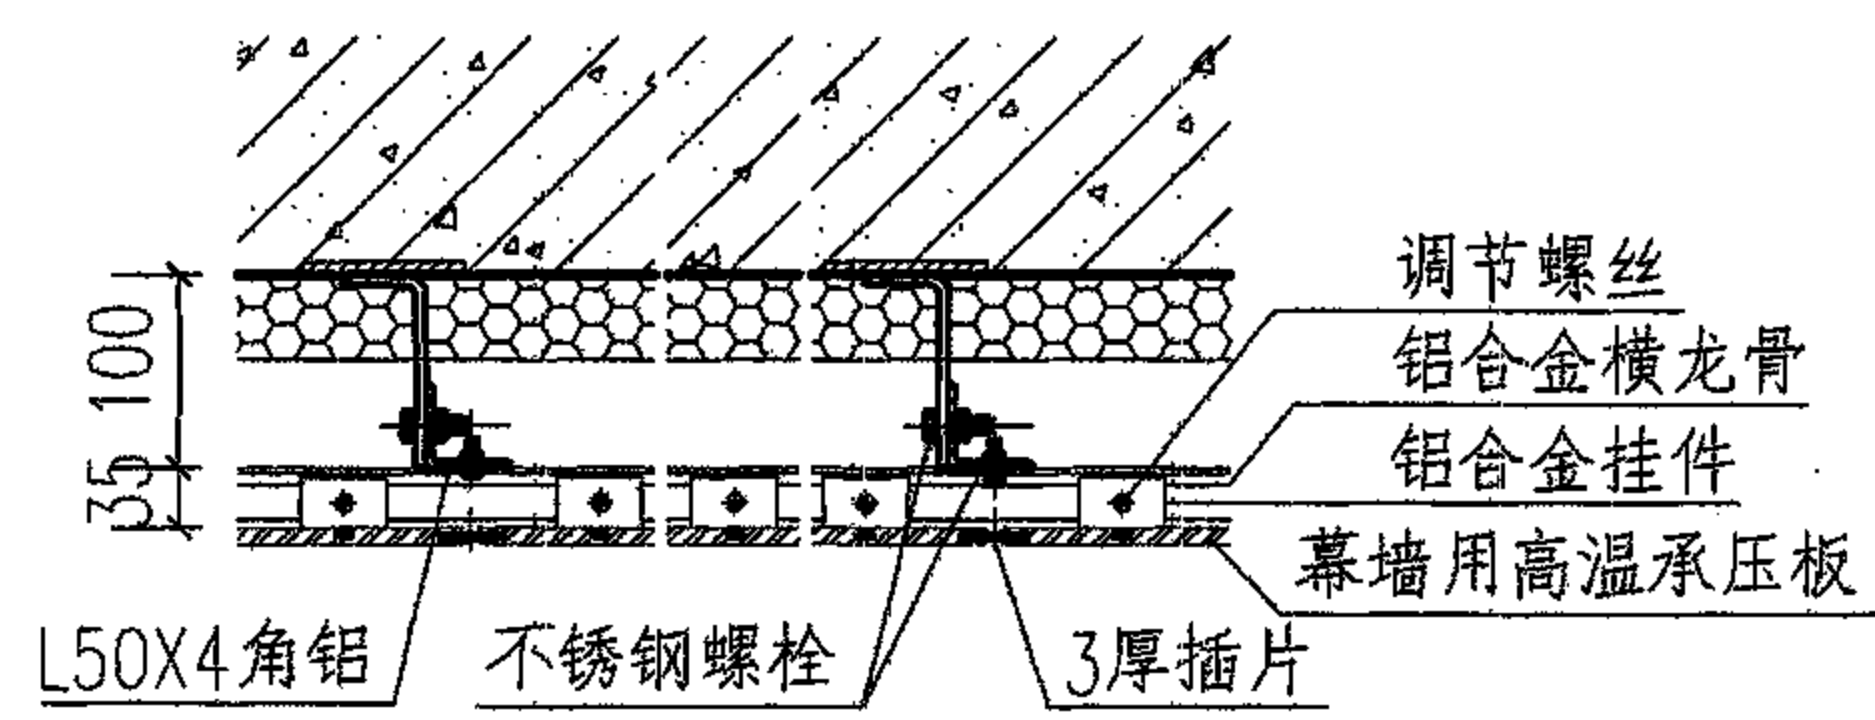 调节螺丝
铝合金横龙骨
铝合金挂件
幕墙用高温承压板
100
35
L50X4角铝
不锈钢螺栓
3厚插片